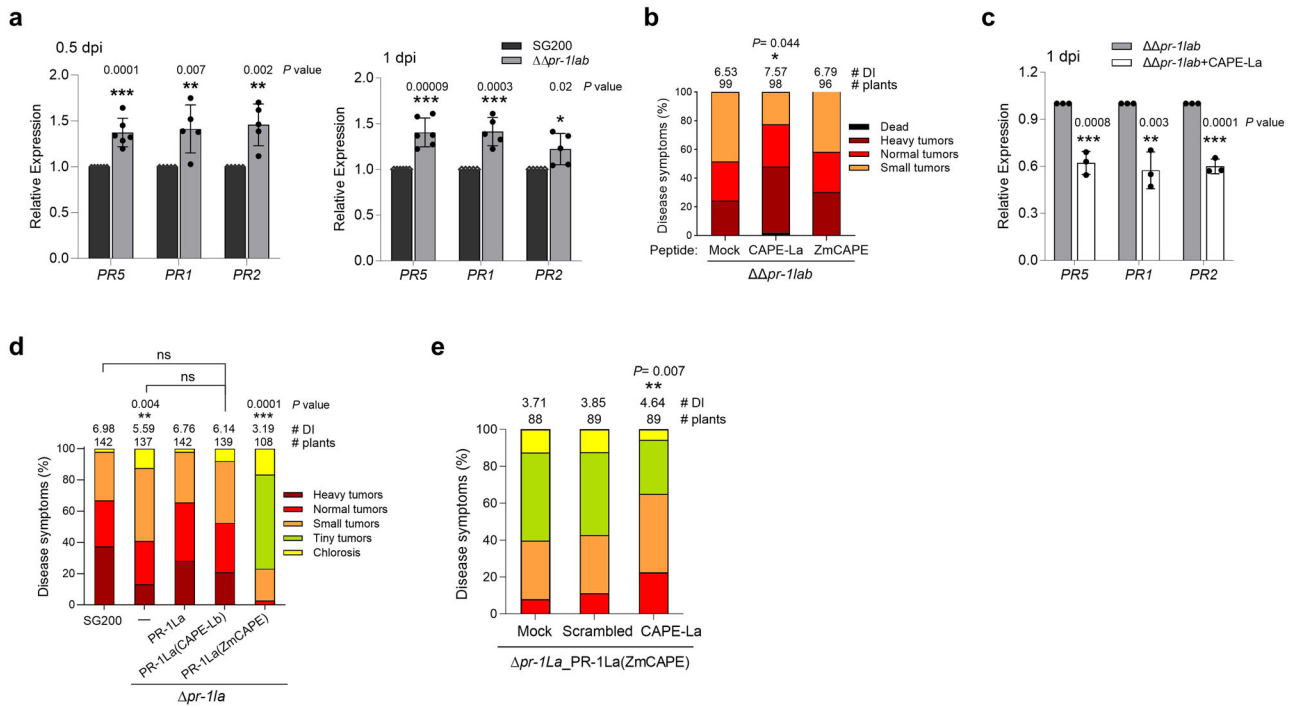 a
0.5 dpi
0.0001 0.007 0.002 P value
*** ** **
2.0
1.5
1.0
0.5
0.0
Relative Expression
PR5 PR1 PR2
SG200
ΔΔpr-1lab
1 dpi
0.00009 0.0003 0.02 P value
*** *** *
2.0
1.5
1.0
0.5
0.0
Relative Expression
PR5 PR1 PR2
b
P= 0.044
*
6.53 7.57 6.79 # DI
99 98 96 # plants
100
80
60
40
20
0
Disease symptoms (%)
Dead
Heavy tumors
Normal tumors
Small tumors
Peptide: Mock CAPE-La ZmCAPE
ΔΔpr-1lab
c
1 dpi
ΔΔpr-1lab
ΔΔpr-1lab+CAPE-La
0.0008 0.003 0.0001 P value
*** ** ***
1.2
0.9
0.6
0.3
0.0
Relative Expression
PR5 PR1 PR2
d
ns
ns
0.004 0.0001 P value
** ***
6.98 5.59 6.76 6.14 3.19 # DI
142 137 142 139 108 # plants
100
80
60
40
20
0
Disease symptoms (%)
Heavy tumors
Normal tumors
Small tumors
Tiny tumors
Chlorosis
SG200 — PR-1La PR-1La(CAPE-Lb) PR-1La(ZmCAPE)
Δpr-1la
e
P= 0.007
**
3.71 3.85 4.64 # DI
88 89 89 # plants
100
80
60
40
20
0
Disease symptoms (%)
Mock Scrambled CAPE-La
Δpr-1La_PR-1La(ZmCAPE)